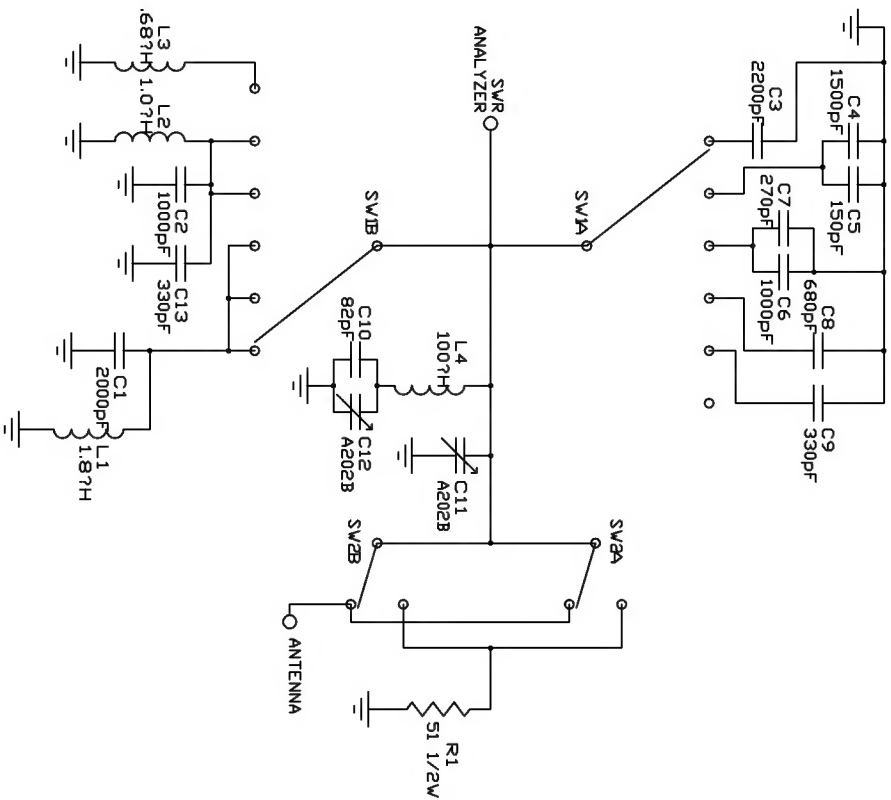 L3
.68?H
L2
1.0?H
C2
1000pF
C13
330pF
C1
2000pF
L1
1.8?H
SWR
ANALYZER
SW1B
SW1A
C10
82pF
L4
100?H
C12
A202B
C11
A202B
SW2B
SW2A
ANTENNA
R1
51 1/2W
C3
2200pF
C4
1500pF
C5
150pF
C7
270pF
C6
1000pF
C8
680pF
C9
330pF